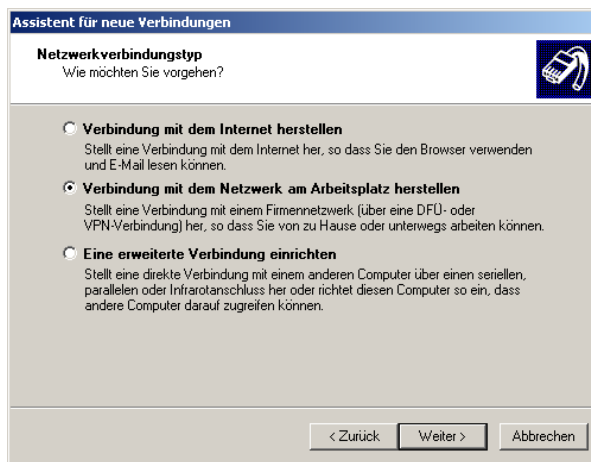 Assistent für neue Verbindungen
Netzwerkverbindungstyp
Wie möchten Sie vorgehen?
Verbindung mit dem Internet herstellen
Stellt eine Verbindung mit dem Internet her, so dass Sie den Browser verwenden
und E-Mail lesen können.
Verbindung mit dem Netzwerk am Arbeitsplatz herstellen
Stellt eine Verbindung mit einem Firmennetzwerk (über eine DFÜ- oder
VPN-Verbindung) her, so dass Sie von zu Hause oder unterwegs arbeiten können.
Eine erweiterte Verbindung einrichten
Stellt eine direkte Verbindung mit einem anderen Computer über einen seriellen,
parallelen oder Infrarotanschluss her oder richtet diesen Computer so ein, dass
andere Computer darauf zugreifen können.
< Zurück Weiter > Abbrechen